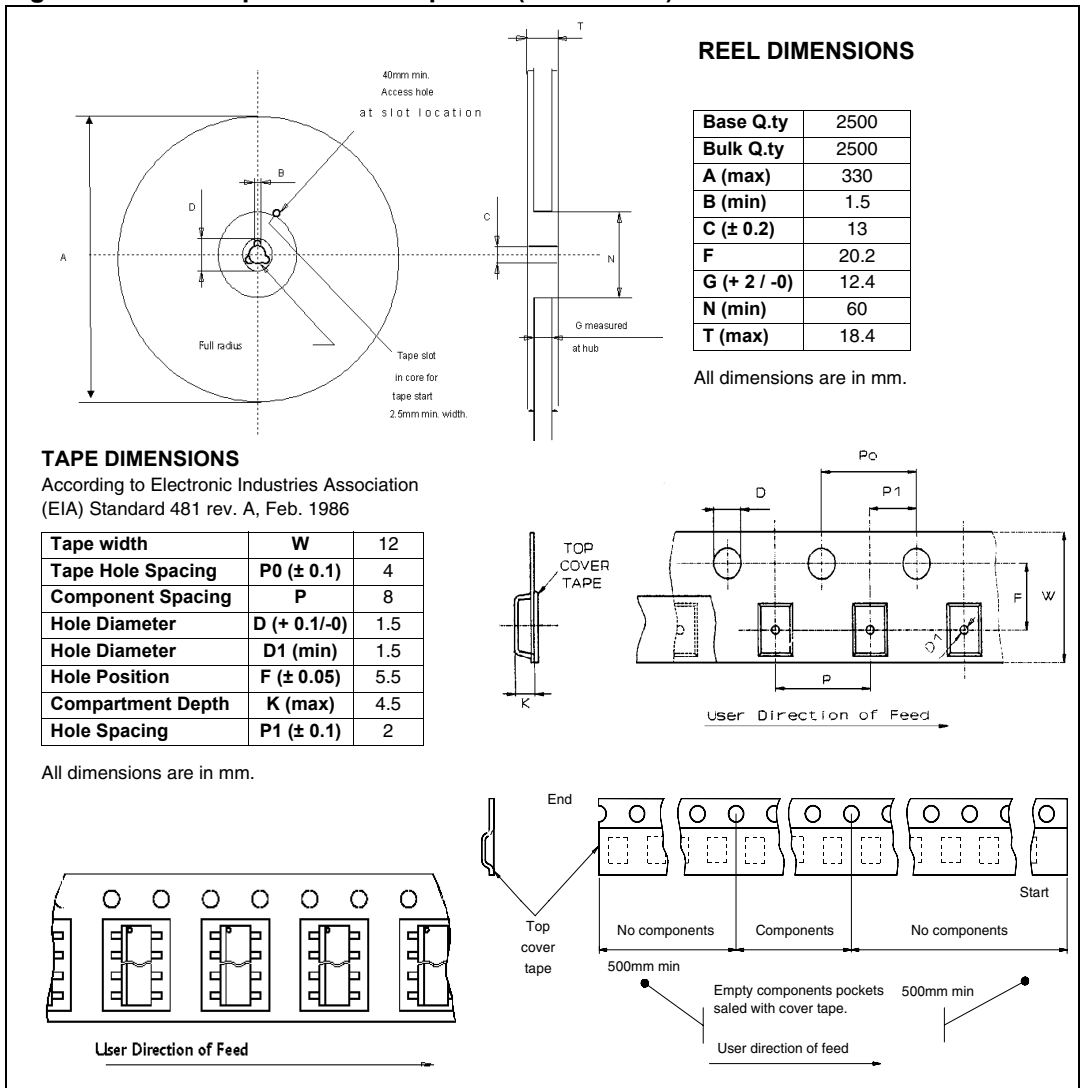 T
REEL DIMENSIONS
40mm min.
Access hole
at slot location
B
D
C
A
N
G measured
at hub
Full radius
Tape slot
in core for
tape start
2.5mm min. width.
Base Q.ty 2500
Bulk Q.ty 2500
A (max) 330
B (min) 1.5
C (± 0.2) 13
F 20.2
G (+ 2 / -0) 12.4
N (min) 60
T (max) 18.4
All dimensions are in mm.
TAPE DIMENSIONS
According to Electronic Industries Association
(EIA) Standard 481 rev. A, Feb. 1986
Tape width W 12
Tape Hole Spacing P0 (± 0.1) 4
Component Spacing P 8
Hole Diameter D (+ 0.1/-0) 1.5
Hole Diameter D1 (min) 1.5
Hole Position F (± 0.05) 5.5
Compartment Depth K (max) 4.5
Hole Spacing P1 (± 0.1) 2
All dimensions are in mm.
TOP
COVER
TAPE
K
Po
D
P1
F
W
D1
P
User Direction of Feed
End
Start
Top
cover
tape
No components
Components
No components
500mm min
Empty components pockets
saled with cover tape.
500mm min
User direction of feed
User Direction of Feed